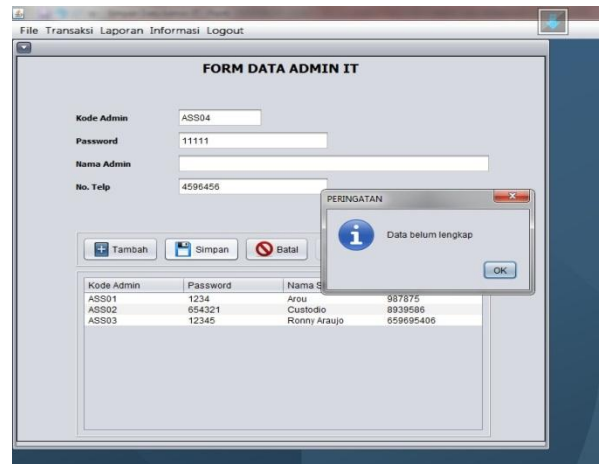 File Transaksi Laporan Informasi Logout
FORM DATA ADMIN IT
Kode Admin ASS04
Password 11111
Nama Admin
No. Telp 4596456
PERINGATAN
Data belum lengkap
OK
Tambah Simpan Batal
Kode Admin Password Nama
ASS01 1234 Arou 987875
ASS02 654321 Custodio 8939586
ASS03 12345 Ronny Araujo 659695406